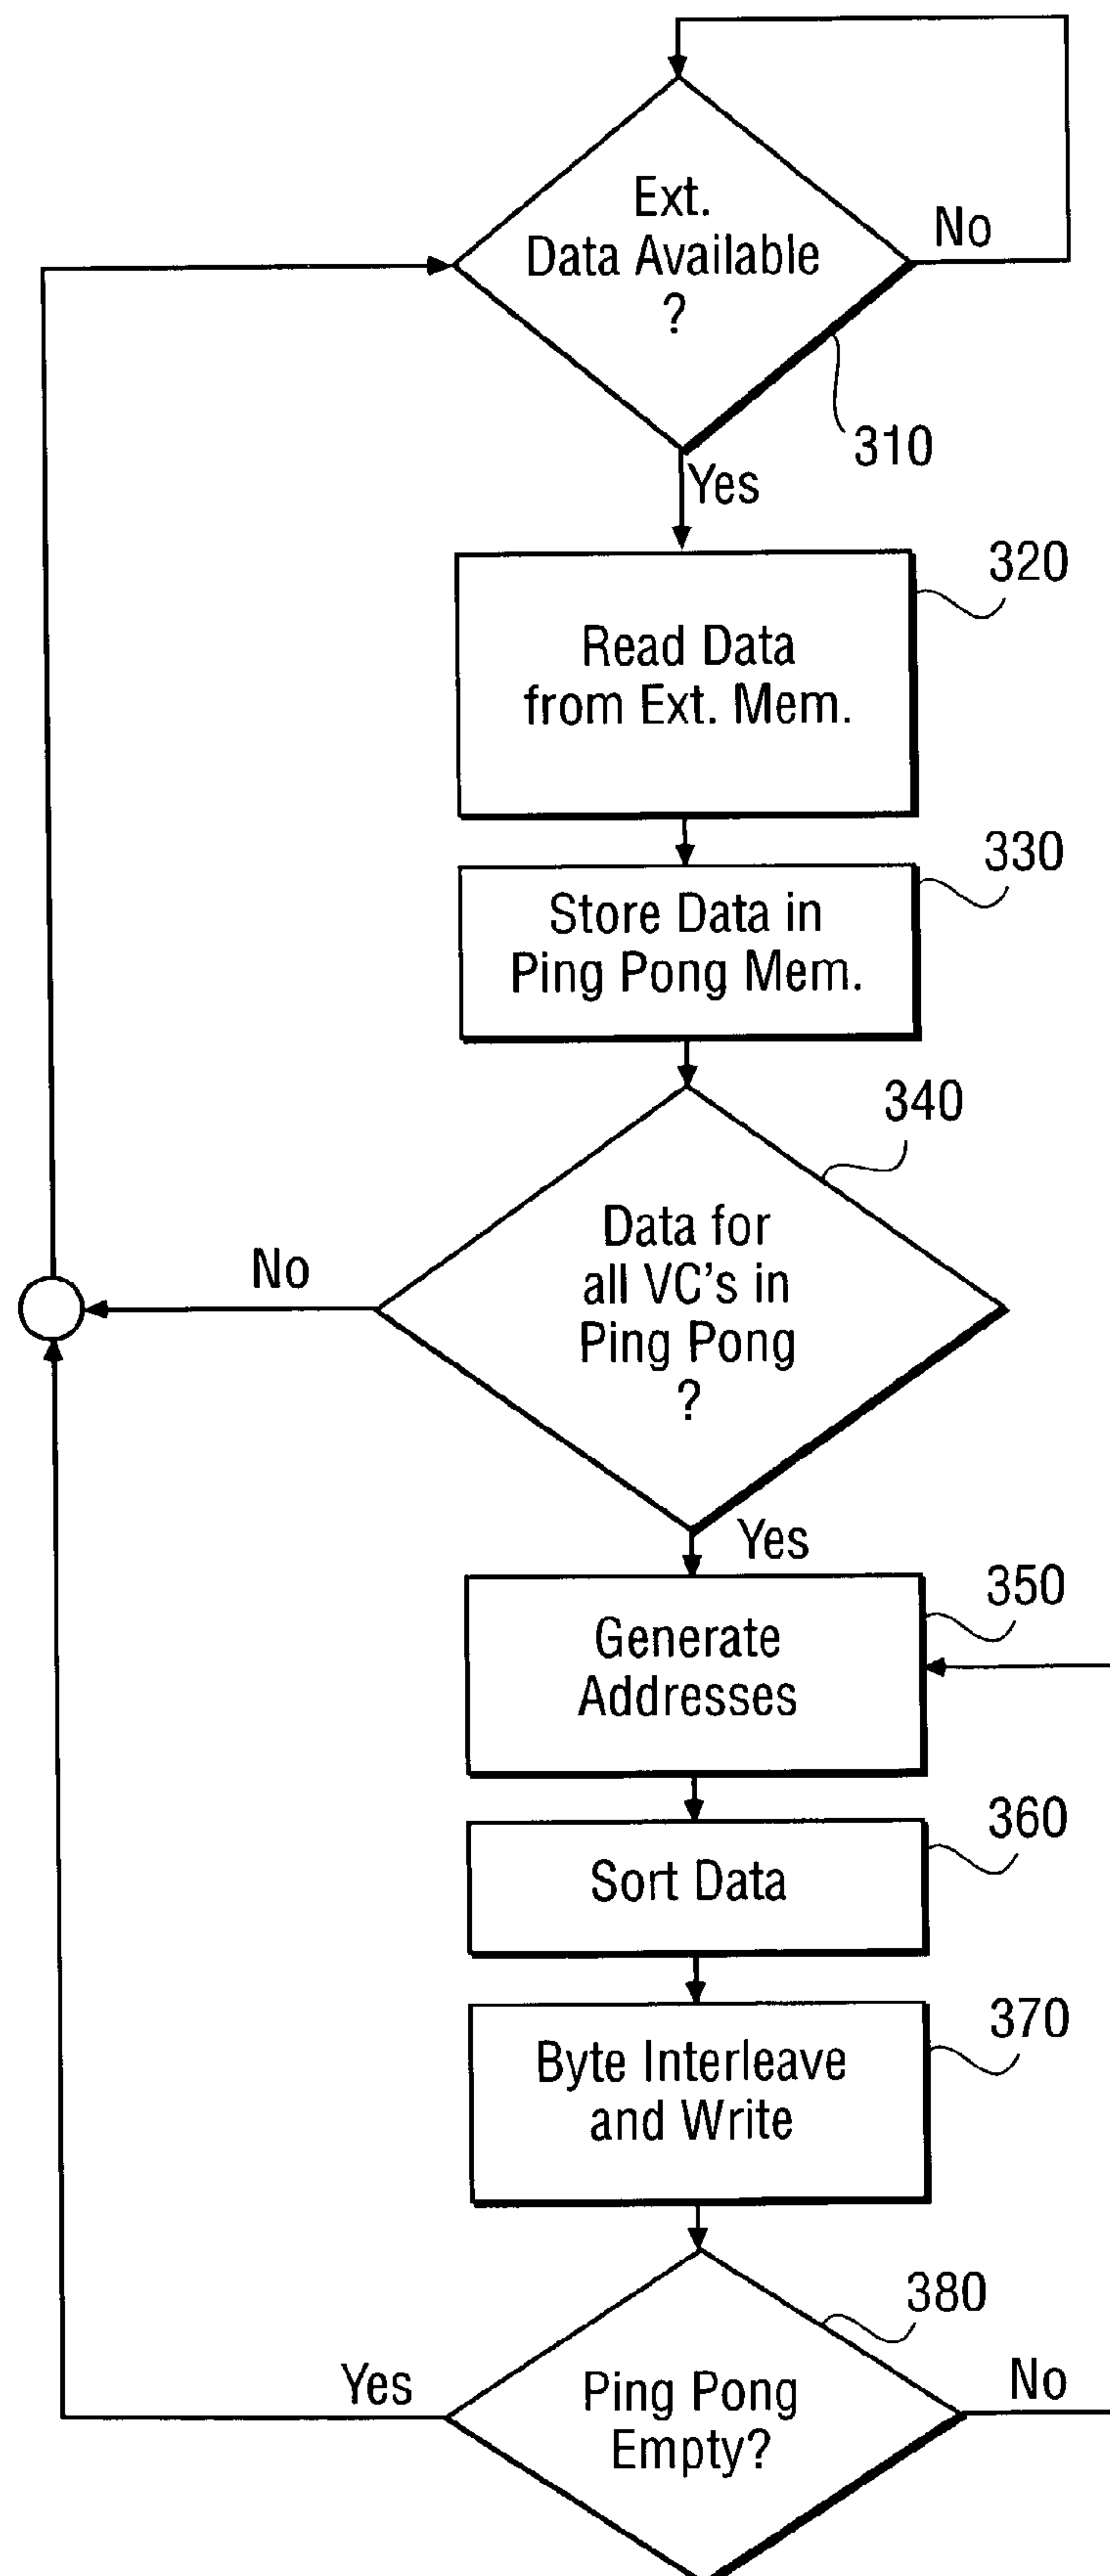 Ext.
Data Available
?
No
310
Yes
320
Read Data
from Ext. Mem.
330
Store Data in
Ping Pong Mem.
340
Data for
all VC's in
Ping Pong
?
No
Yes
350
Generate
Addresses
360
Sort Data
370
Byte Interleave
and Write
380
Ping Pong
Empty?
Yes
No